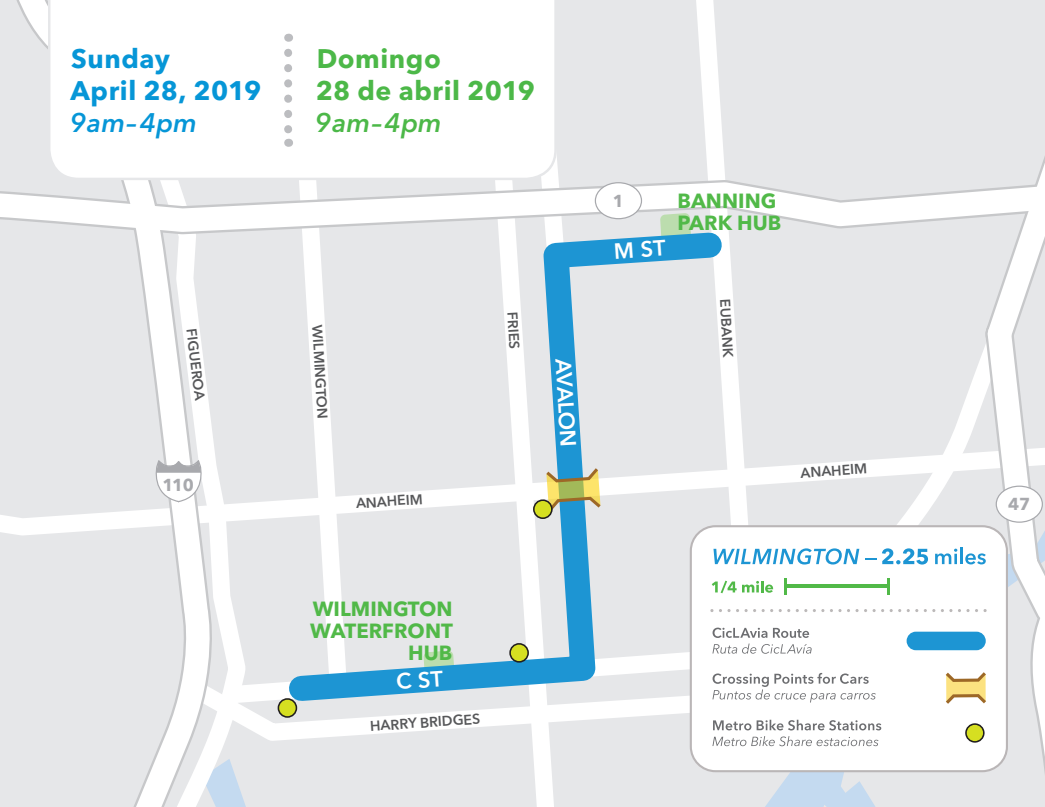 Sunday
April 28, 2019
9am–4pm
Domingo
28 de abril 2019
9am–4pm
1
BANNING
PARK HUB
M ST
FIGUEROA
WILMINGTON
FRIES
AVALON
EUBANK
110
ANAHEIM
ANAHEIM
47
WILMINGTON
WATERFRONT
HUB
C ST
HARRY BRIDGES
WILMINGTON – 2.25 miles
1/4 mile
CicLAvia Route
Ruta de CicLAvía
Crossing Points for Cars
Puntos de cruce para carros
Metro Bike Share Stations
Metro Bike Share estaciones